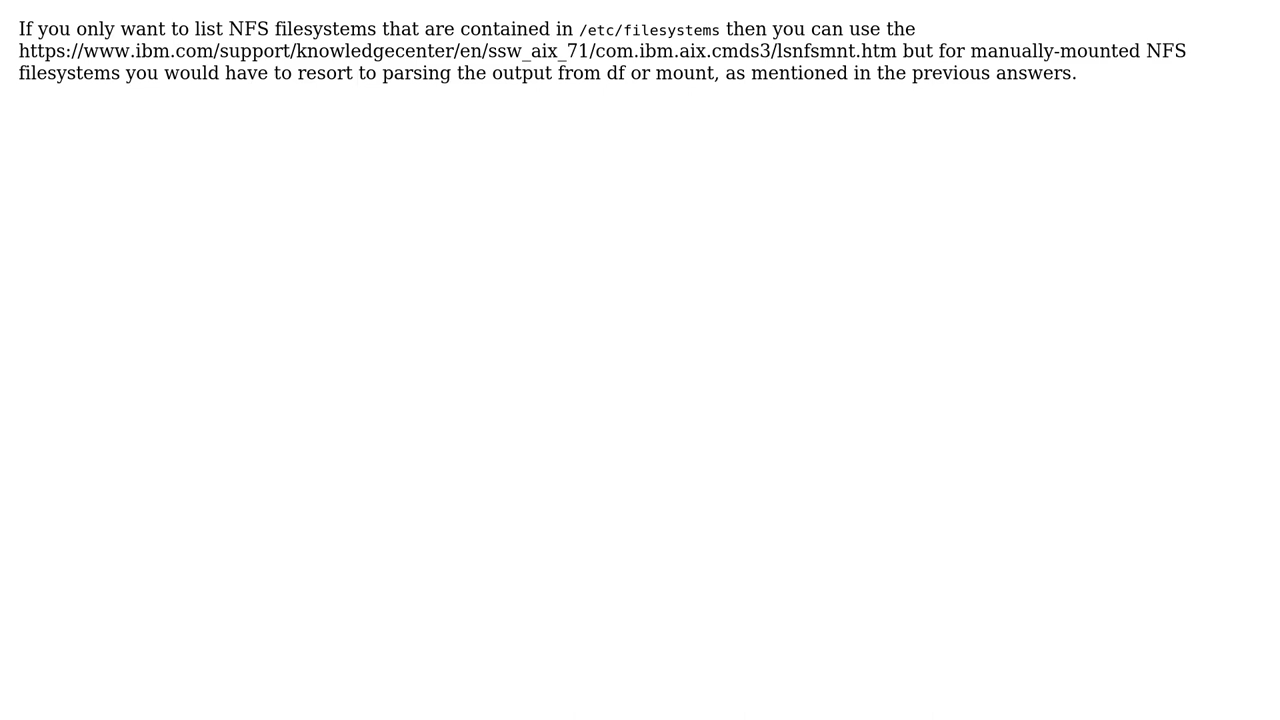 If you only want to list NFS filesystems that are contained in /etc/filesystems then you can use the
https://www.ibm.com/support/knowledgecenter/en/ssw_aix_71/com.ibm.aix.cmds3/lsnfsmnt.htm but for manually-mounted NFS
filesystems you would have to resort to parsing the output from df or mount, as mentioned in the previous answers.